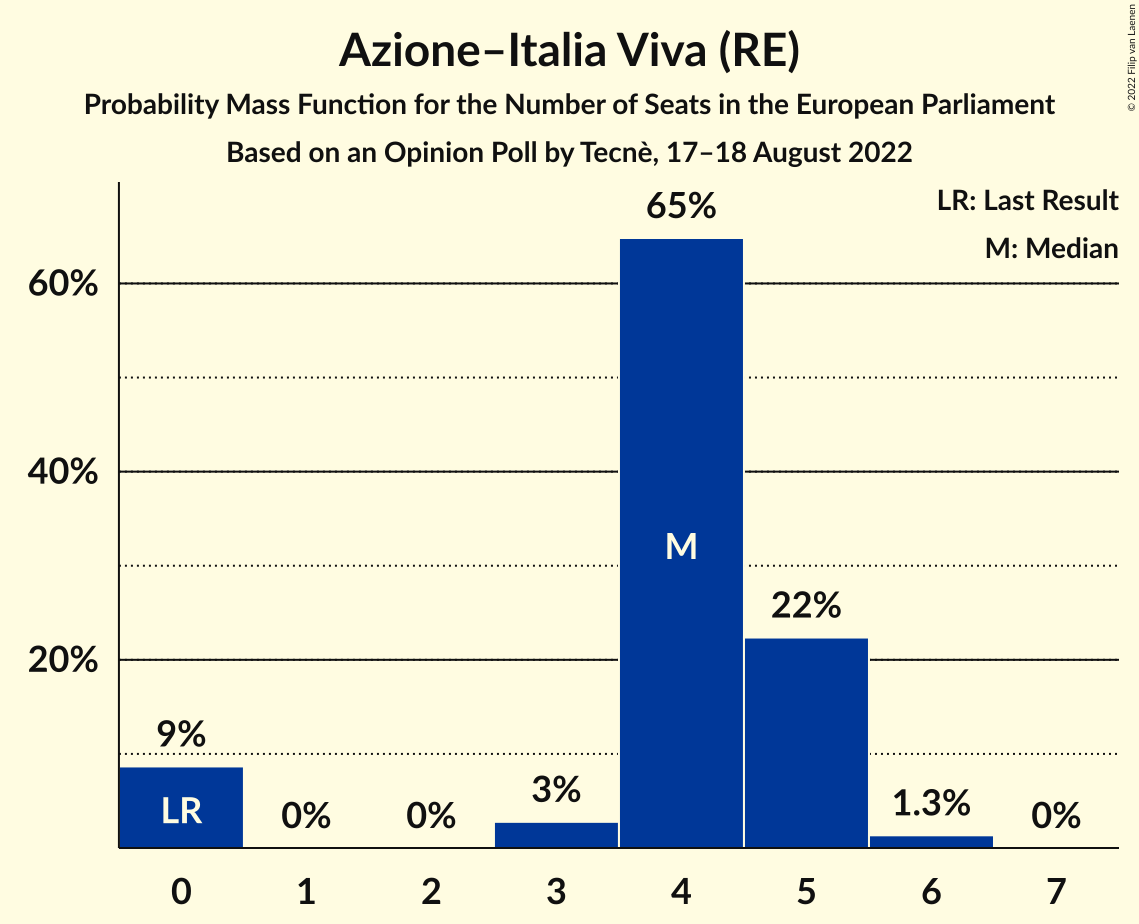 Azione–Italia Viva (RE)
Probability Mass Function for the Number of Seats in the European Parliament
Based on an Opinion Poll by Tecnè, 17–18 August 2022
© 2022 Filip van Laenen
LR: Last Result
M: Median
65%
60%
40%
M
22%
20%
9%
LR
0%
0%
3%
1.3%
0%
0 1 2 3 4 5 6 7